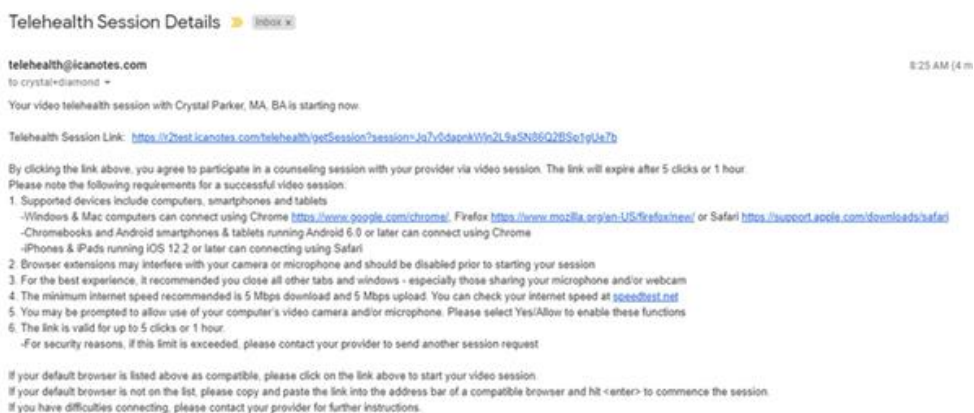 Telehealth Session Details Inbox x
telehealth@icanotes.com 8:25 AM (4 m
to crystal+diamond
Your video telehealth session with Crystal Parker, MA, BA is starting now.
Telehealth Session Link: https://r2test.icanotes.com/telehealth/getSession?session=
By clicking the link above, you agree to participate in a counseling session with your provider via video session. The link will expire after 5 clicks or 1 hour.
Please note the following requirements for a successful video session:
1. Supported devices include computers, smartphones and tablets
-Windows & Mac computers can connect using Chrome https://www.google.com/chrome/, Firefox https://www.mozilla.org/en-US/firefox/new/ or Safari https://support.apple.com/downloads/safari
-Chromebooks and Android smartphones & tablets running Android 6.0 or later can connect using Chrome
-iPhones & iPads running iOS 12.2 or later can connecting using Safari
2. Browser extensions may interfere with your camera or microphone and should be disabled prior to starting your session
3. For the best experience, it recommended you close all other tabs and windows - especially those sharing your microphone and/or webcam
4. The minimum internet speed recommended is 5 Mbps download and 5 Mbps upload. You can check your internet speed at speedtest.net
5. You may be prompted to allow use of your computer's video camera and/or microphone. Please select Yes/Allow to enable these functions
6. The link is valid for up to 5 clicks or 1 hour.
-For security reasons, if this limit is exceeded, please contact your provider to send another session request
If your default browser is listed above as compatible, please click on the link above to start your video session.
If your default browser is not on the list, please copy and paste the link into the address bar of a compatible browser and hit <enter> to commence the session.
If you have difficulties connecting, please contact your provider for further instructions.